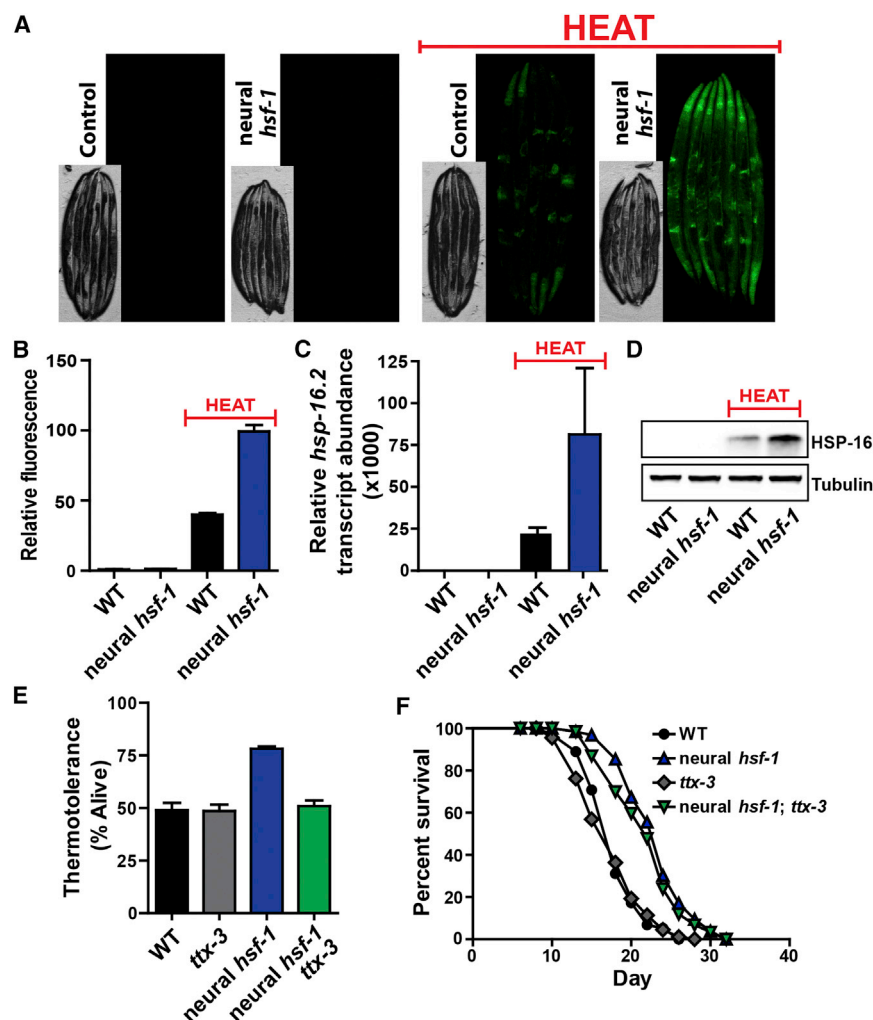 A
HEAT
Control
neural
hsf-1
Control
neural
hsf-1
B
Relative fluorescence
150
100
50
0
HEAT
WT
neural hsf-1
WT
neural hsf-1
C
Relative hsp-16.2
transcript abundance
(x1000)
125
100
75
50
25
0
HEAT
WT
neural hsf-1
WT
neural hsf-1
D
HEAT
HSP-16
Tubulin
WT
neural hsf-1
WT
neural hsf-1
E
Thermotolerance
(% Alive)
100
75
50
25
0
WT
ttx-3
neural hsf-1
neural hsf-1
ttx-3
F
Percent survival
100
80
60
40
20
0
0
10
20
30
40
Day
WT
neural hsf-1
ttx-3
neural hsf-1; ttx-3